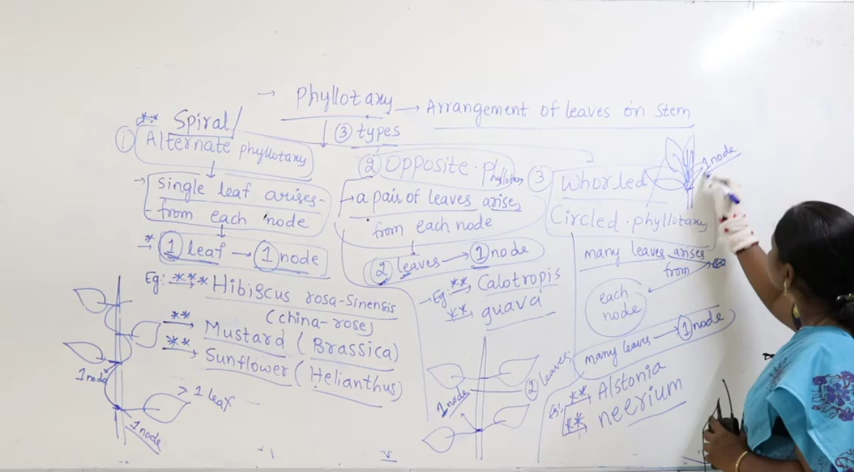 → Phyllotaxy → Arrangement of leaves on stem
③ types
** Spiral/
① Alternate phyllotaxy
→ single leaf arises
from each node
* → ① leaf → ① node
Eg: *** Hibiscus rosa-sinensis
(china-rose)
** Mustard (Brassica)
** Sunflower (Helianthus)
1 node
> 1 leaf
1 node
② Opposite. phyllotaxy
→ a pair of leaves arises
from each node
② leaves → ① node
→ Eg: ** Calotropis
** guava
② leaves
1 node
③ Whorled
Circled. phyllotaxy
1 node
many leaves arises
from
each
node
many leaves → ① node
Eg: ** Alstonia
** neerium